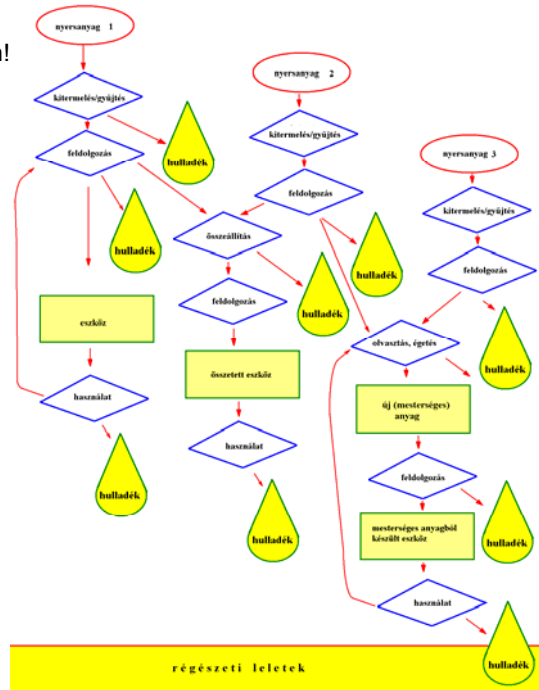 nyersanyag 1
!
kitermelés/gyűjtés
hulladék
feldolgozás
hulladék
eszköz
használat
hulladék
nyersanyag 2
kitermelés/gyűjtés
feldolgozás
hulladék
összeállítás
hulladék
feldolgozás
összetett eszköz
használat
hulladék
nyersanyag 3
kitermelés/gyűjtés
feldolgozás
hulladék
olvasztás, égetés
új (mesterséges)
anyag
feldolgozás
hulladék
mesterséges anyagból
készült eszköz
használat
hulladék
régészeti leletek